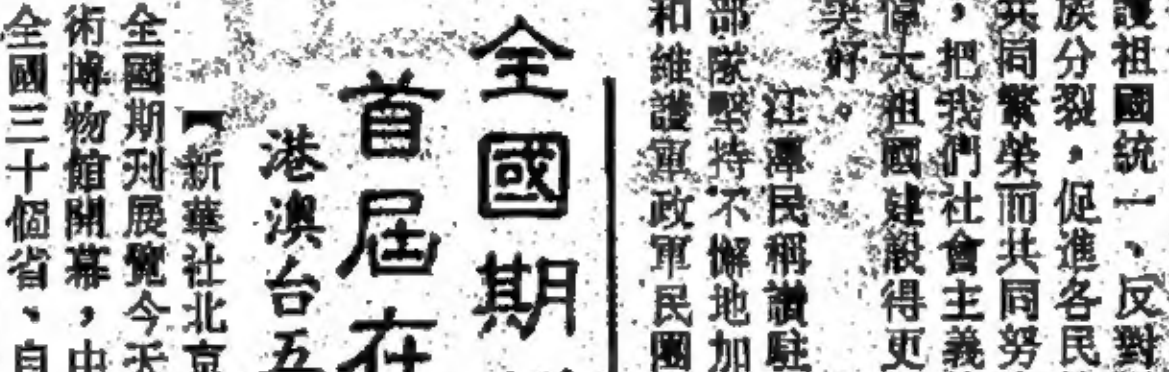 護祖國統一、反對
族分裂，促進各民
共同繁榮而共同努
，把我們社會主義
偉大祖國建設得更
美好。
江澤民稱讚駐
部隊堅持不懈地加
和維護軍政軍民團
全國期
首屆在
港澳台五
【新華社北京
全國期刊展覽今天
術博物館開幕，由
全國三十個省、自